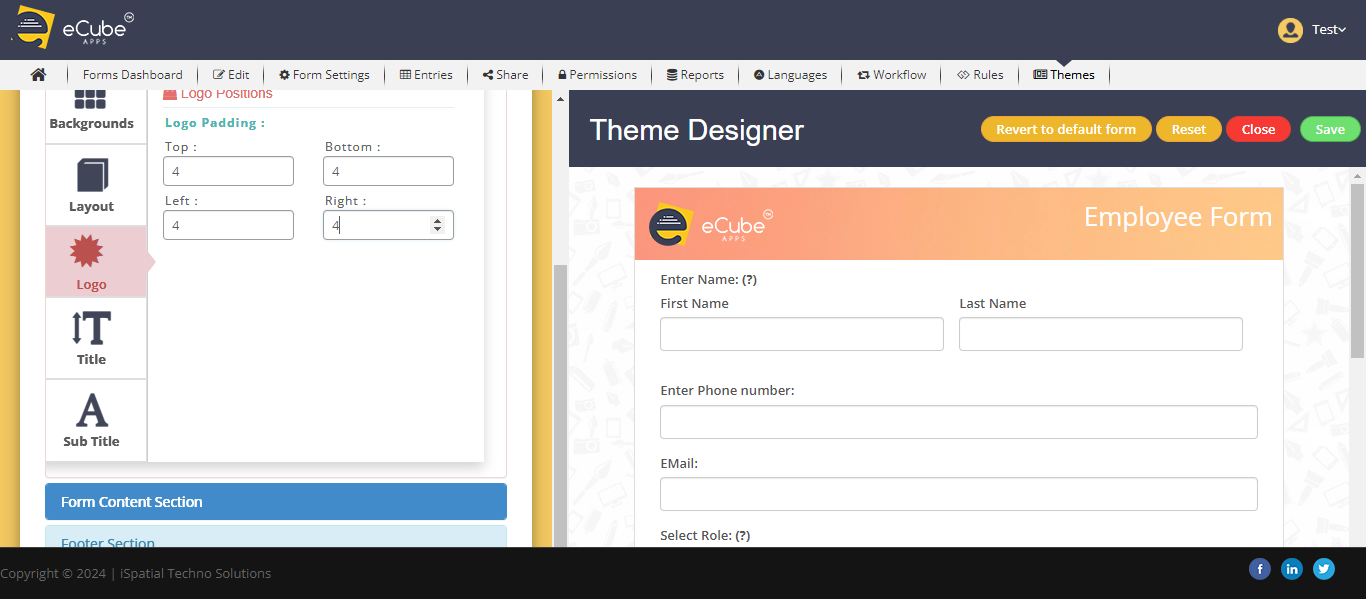 eCube TM
APPS
Test
Forms Dashboard Edit Form Settings Entries Share Permissions Reports Languages Workflow Rules Themes
Backgrounds
Layout
Logo
Title
Sub Title
Logo Positions
Logo Padding :
Top : Bottom :
4 4
Left : Right :
4 4
Form Content Section
Footer Section
Theme Designer
Revert to default form Reset Close Save
eCube TM
APPS
Employee Form
Enter Name: (?)
First Name Last Name
Enter Phone number:
EMail:
Select Role: (?)
Copyright © 2024 | iSpatial Techno Solutions